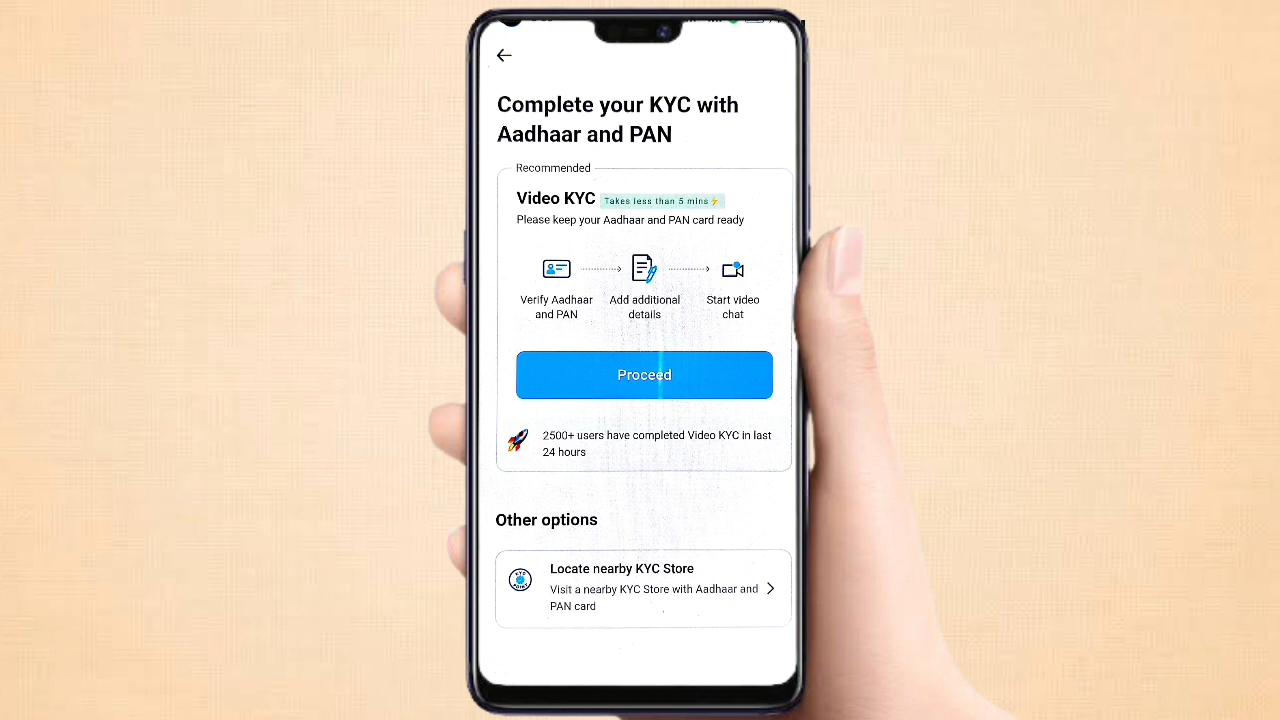 Complete your KYC with
Aadhaar and PAN
Recommended
Video KYC Takes less than 5 mins⚡
Please keep your Aadhaar and PAN card ready
Verify Aadhaar
and PAN
Add additional
details
Start video
chat
Proceed
2500+ users have completed Video KYC in last
24 hours
Other options
KYC
POINT
Locate nearby KYC Store
Visit a nearby KYC Store with Aadhaar and
PAN card